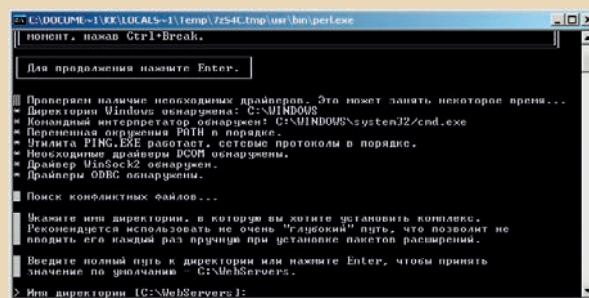 C:\DOCUME~1\KK\LOCALS~1\Temp\7zS4C.tmp\usr\bin\perl.exe
момент, нажав Ctrl+Break.
Для продолжения нажмите Enter.
Проверяем наличие необходимых драйверов. Это может занять некоторое время...
* Директория Windows обнаружена: C:\WINDOWS
* Командный интерпретатор обнаружен: C:\WINDOWS\system32/cmd.exe
* Переменная окружения PATH в порядке.
* Утилита PING.EXE работает, сетевые протоколы в порядке.
* Необходимые драйверы DCOM обнаружены.
* Драйвер WinSock2 обнаружен.
* Драйверы ODBC обнаружены.
Поиск конфликтных файлов...
Укажите имя директории, в которую вы хотите установить комплекс.
Рекомендуется использовать не очень "глубокий" путь, что позволит не
вводить его каждый раз вручную при установке пакетов расширений.
Введите полный путь к директории или нажмите Enter, чтобы принять
значение по умолчанию - C:\WebServers.
> Имя директории [C:\WebServers]: